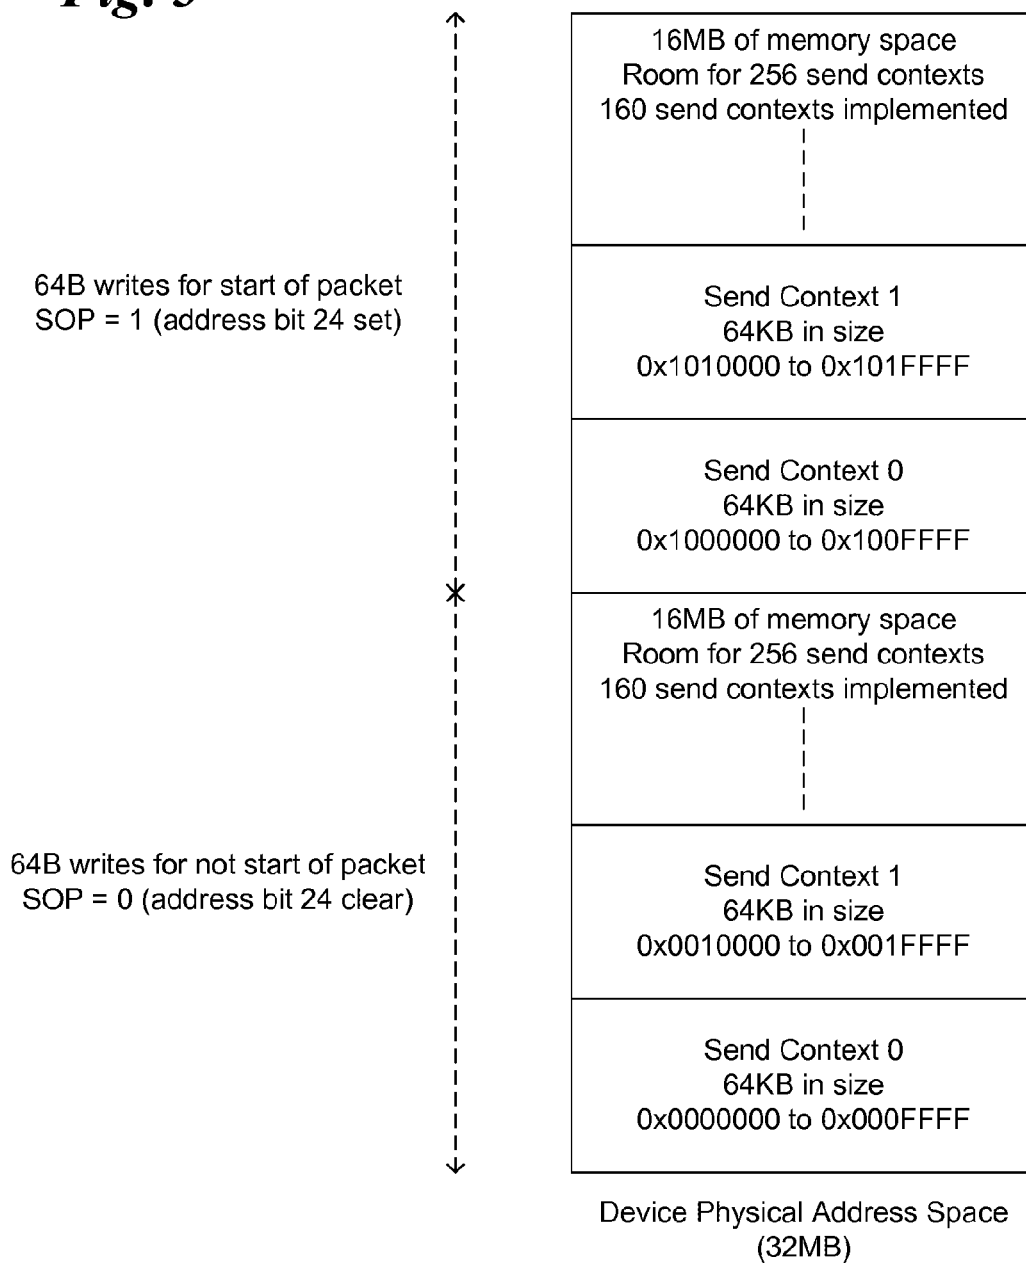 16MB of memory space
Room for 256 send contexts
160 send contexts implemented
64B writes for start of packet
SOP = 1 (address bit 24 set)
Send Context 1
64KB in size
0x1010000 to 0x101FFFF
Send Context 0
64KB in size
0x1000000 to 0x100FFFF
16MB of memory space
Room for 256 send contexts
160 send contexts implemented
64B writes for not start of packet
SOP = 0 (address bit 24 clear)
Send Context 1
64KB in size
0x0010000 to 0x001FFFF
Send Context 0
64KB in size
0x0000000 to 0x000FFFF
Device Physical Address Space
(32MB)